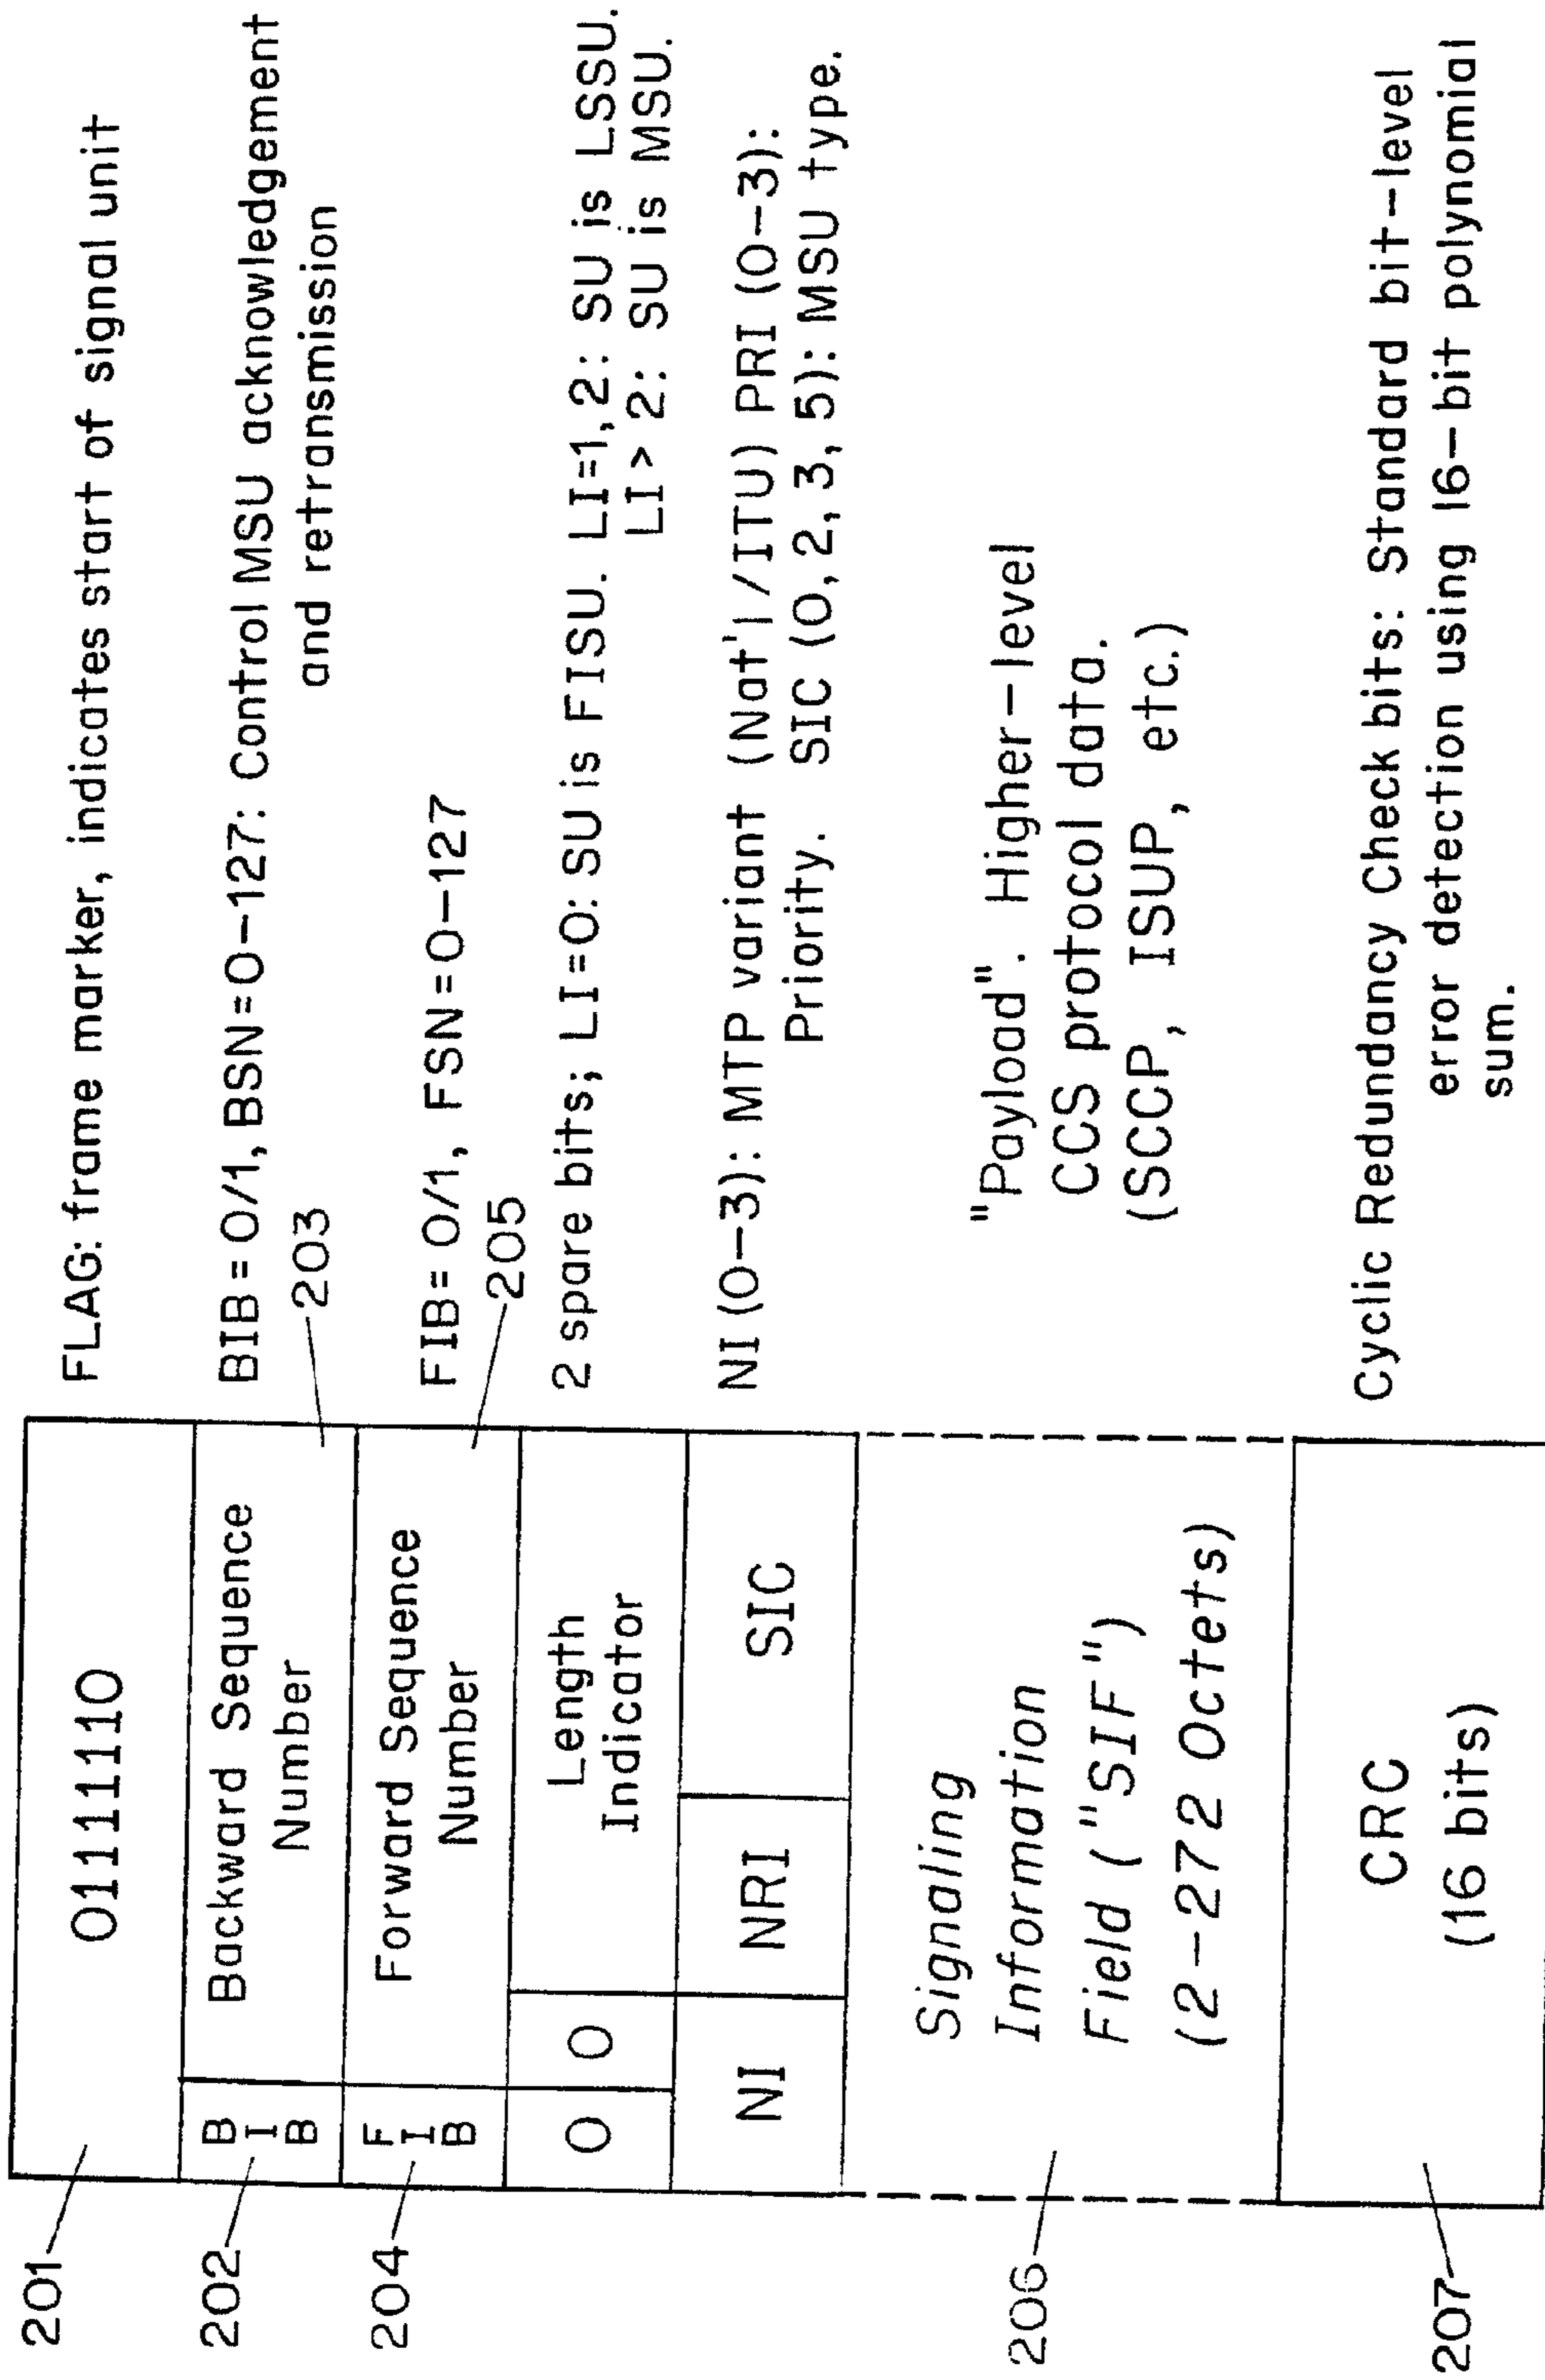 201
01111110
FLAG: frame marker, indicates start of signal unit
202
B
I
B
Backward Sequence
Number
BIB = 0/1, BSN = 0-127: Control MSU acknowledgement
and retransmission
203
204
F
I
B
Forward Sequence
Number
FIB = 0/1, FSN = 0-127
205
0
0
Length
Indicator
2 spare bits; LI = 0: SU is FISU. LI=1,2: SU is LSSU.
LI > 2: SU is MSU.
NI
NRI
SIC
NI (0-3): MTP variant (Nat'l/ITU) PRI (0-3):
Priority. SIC (0, 2, 3, 5): MSU type.
206
Signaling
Information
Field ("SIF")
(2-272 Octets)
"Payload". Higher-level
CCS protocol data.
(SCCP, ISUP, etc.)
207
CRC
(16 bits)
Cyclic Redundancy Check bits: Standard bit-level
error detection using 16-bit polynomial
sum.